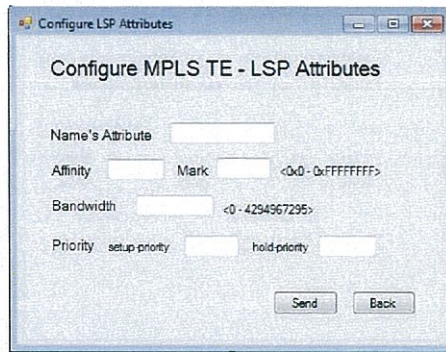 Configure LSP Attributes
Configure MPLS TE - LSP Attributes
Name's Attribute
Affinity Mark <0x0 - 0xFFFFFFFF>
Bandwidth <0 - 4294967295>
Priority setup-priority hold-priority
Send Back